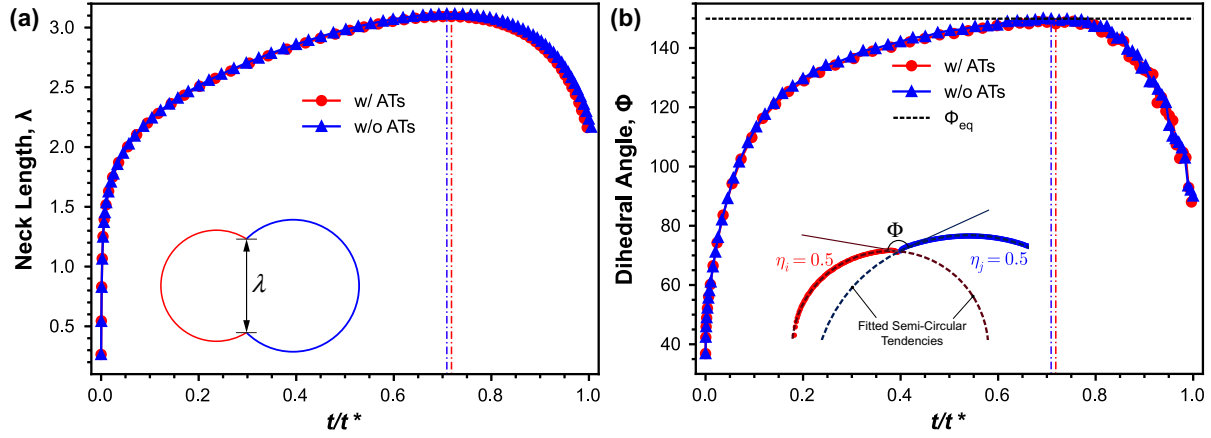 (a)
Neck Length, λ
3.0
2.5
2.0
1.5
1.0
0.5
w/ ATs
w/o ATs
λ
0.0
0.2
0.4
0.6
0.8
1.0
t/t*
(b)
Dihedral Angle, Φ
140
120
100
80
60
40
w/ ATs
w/o ATs
Φeq
Φ
ηi = 0.5
ηj = 0.5
Fitted Semi-Circular
Tendencies
0.0
0.2
0.4
0.6
0.8
1.0
t/t*